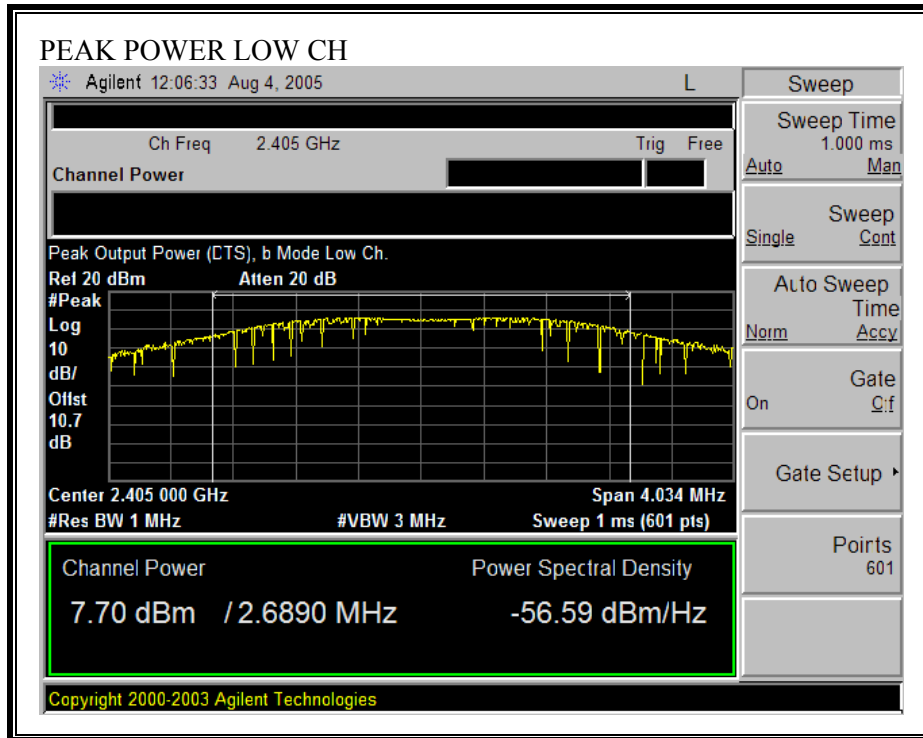 PEAK POWER LOW CH
Agilent 12:06:33 Aug 4, 2005 L
Sweep
Ch Freq 2.405 GHz Trig Free
Channel Power
Sweep Time
1.000 ms
Auto Man
Sweep
Single Cont
Peak Output Power (DTS), b Mode Low Ch.
Ref 20 dBm Atten 20 dB
#Peak
Log
10
dB/
Offst
10.7
dB
Auto Sweep
Time
Norm Accy
Gate
On Off
Center 2.405 000 GHz Span 4.034 MHz
#Res BW 1 MHz #VBW 3 MHz Sweep 1 ms (601 pts)
Gate Setup
Channel Power Power Spectral Density
7.70 dBm / 2.6890 MHz -56.59 dBm/Hz
Points
601
Copyright 2000-2003 Agilent Technologies